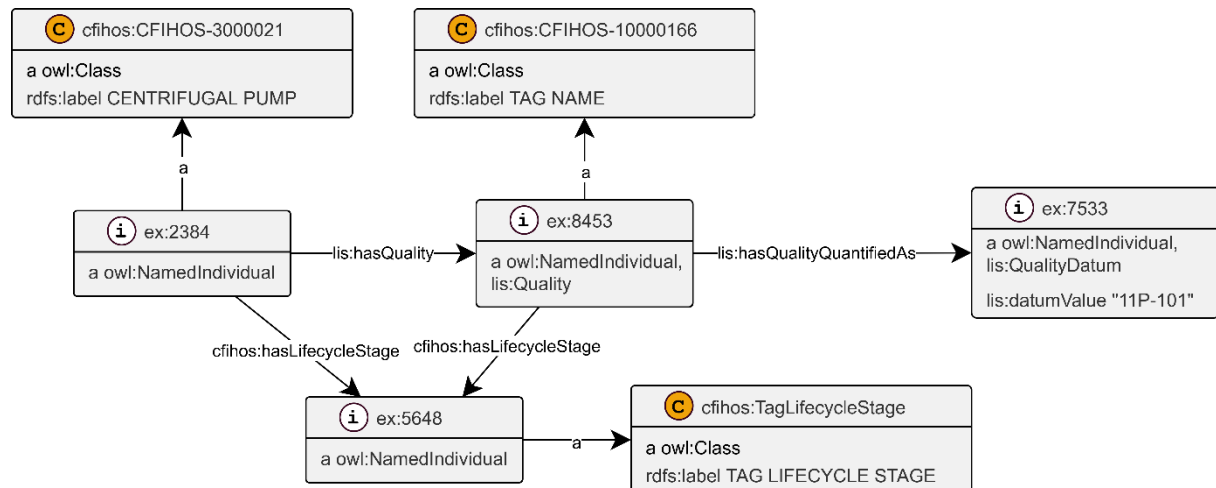 C cfihos:CFIHOS-3000021
a owl:Class
rdfs:label CENTRIFUGAL PUMP
C cfihos:CFIHOS-10000166
a owl:Class
rdfs:label TAG NAME
a
a
i ex:2384
a owl:NamedIndividual
lis:hasQuality
i ex:8453
a owl:NamedIndividual,
lis:Quality
lis:hasQualityQuantifiedAs
i ex:7533
a owl:NamedIndividual,
lis:QualityDatum
lis:datumValue "11P-101"
cfihos:hasLifecycleStage
cfihos:hasLifecycleStage
i ex:5648
a owl:NamedIndividual
a
C cfihos:TagLifecycleStage
a owl:Class
rdfs:label TAG LIFECYCLE STAGE